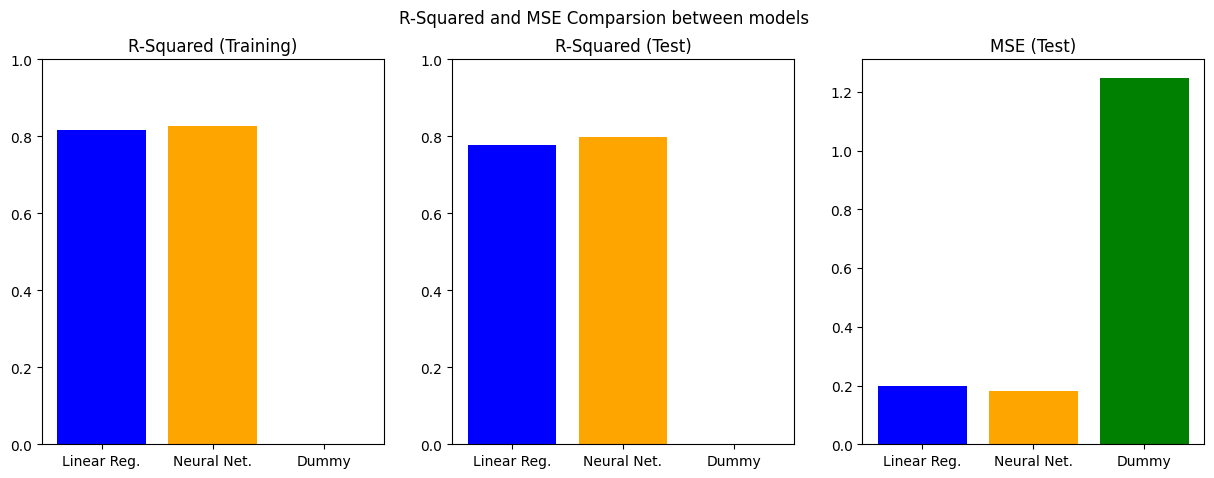 R-Squared and MSE Comparsion between models
R-Squared (Training)
1.0
0.8
0.6
0.4
0.2
0.0
Linear Reg. Neural Net. Dummy
R-Squared (Test)
1.0
0.8
0.6
0.4
0.2
0.0
Linear Reg. Neural Net. Dummy
MSE (Test)
1.2
1.0
0.8
0.6
0.4
0.2
0.0
Linear Reg. Neural Net. Dummy